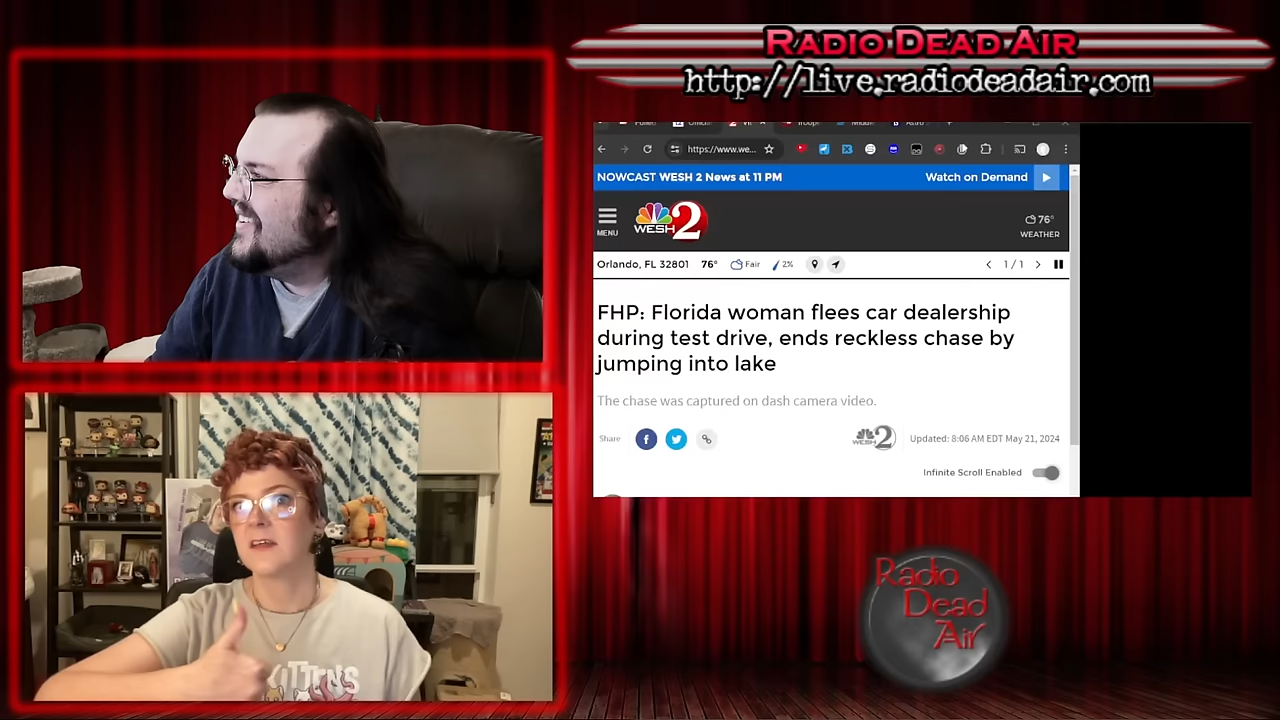 Radio Dead Air
http://live.radiodeadair.com
https://www.we...
NOWCAST WESH 2 News at 11 PM
Watch on Demand
MENU
WESH 2
76°
WEATHER
Orlando, FL 32801 76° Fair 2%
1 / 1
FHP: Florida woman flees car dealership
during test drive, ends reckless chase by
jumping into lake
The chase was captured on dash camera video.
Share
WESH 2
Updated: 8:06 AM EDT May 21, 2024
Infinite Scroll Enabled
KITTENS
Radio
Dead
Air